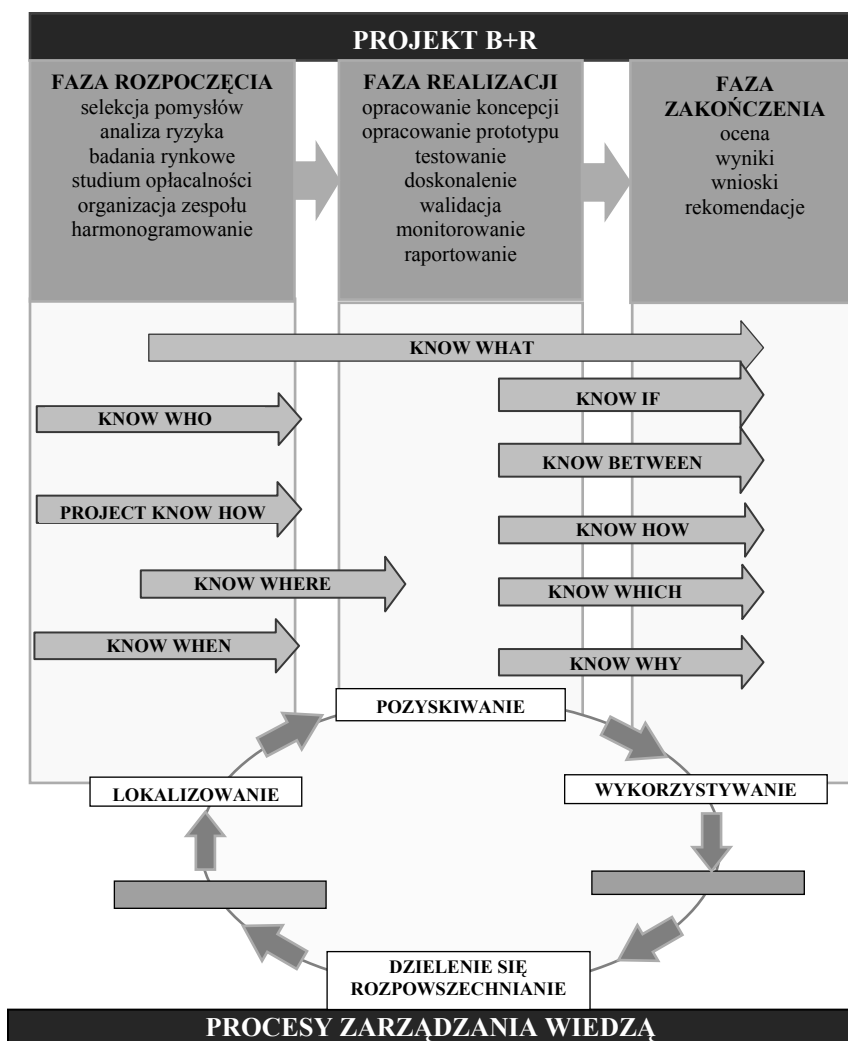 PROJEKT B+R
FAZA ROZPOCZĘCIA
selekcja pomysłów
analiza ryzyka
badania rynkowe
studium opłacalności
organizacja zespołu
harmonogramowanie
FAZA REALIZACJI
opracowanie koncepcji
opracowanie prototypu
testowanie
doskonalenie
walidacja
monitorowanie
raportowanie
FAZA
ZAKOŃCZENIA
ocena
wyniki
wnioski
rekomendacje
KNOW WHAT
KNOW WHO
KNOW IF
KNOW BETWEEN
PROJECT KNOW HOW
KNOW HOW
KNOW WHERE
KNOW WHICH
KNOW WHEN
KNOW WHY
POZYSKIWANIE
LOKALIZOWANIE
WYKORZYSTYWANIE
DZIELENIE SIĘ
ROZPOWSZECHNIANIE
PROCESY ZARZĄDZANIA WIEDZĄ